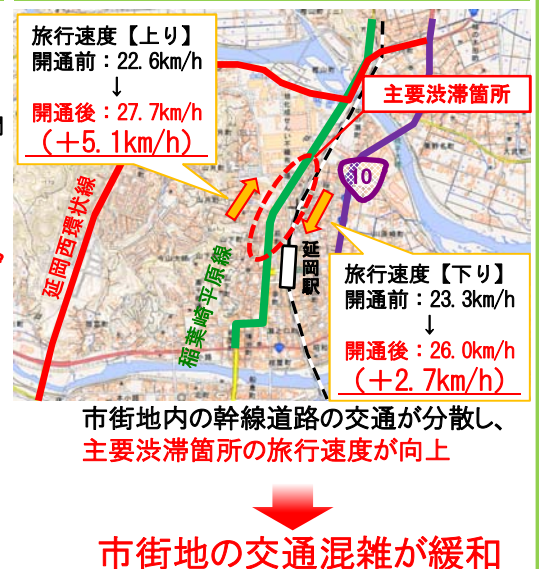 旅行速度【上り】
開通前：22.6km/h
↓
開通後：27.7km/h
（＋5.1km/h）
主要渋滞箇所
10
延岡西環状線
稲葉崎平原線
延岡駅
旅行速度【下り】
開通前：23.3km/h
↓
開通後：26.0km/h
（＋2.7km/h）
市街地内の幹線道路の交通が分散し、
主要渋滞箇所の旅行速度が向上
市街地の交通混雑が緩和